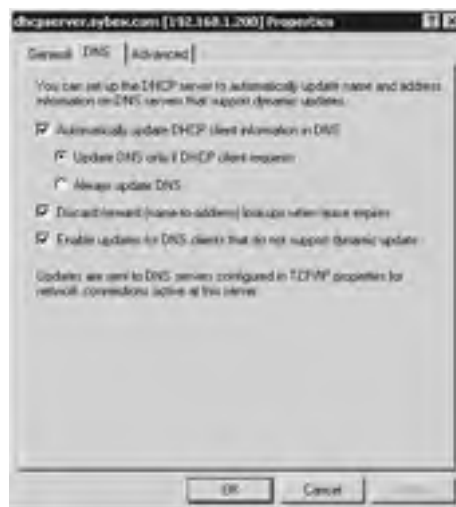 dhcpserver.sybex.com [192.168.1.200] Properties
General DNS Advanced
You can set up the DHCP server to automatically update name and address
information on DNS servers that support dynamic updates.
Automatically update DHCP client information in DNS
Update DNS only if DHCP client requests
Always update DNS
Discard forward (name-to-address) lookups when lease expires
Enable updates for DNS clients that do not support dynamic update
Updates are sent to DNS servers configured in TCP/IP properties for
network connections active at this server.
OK Cancel